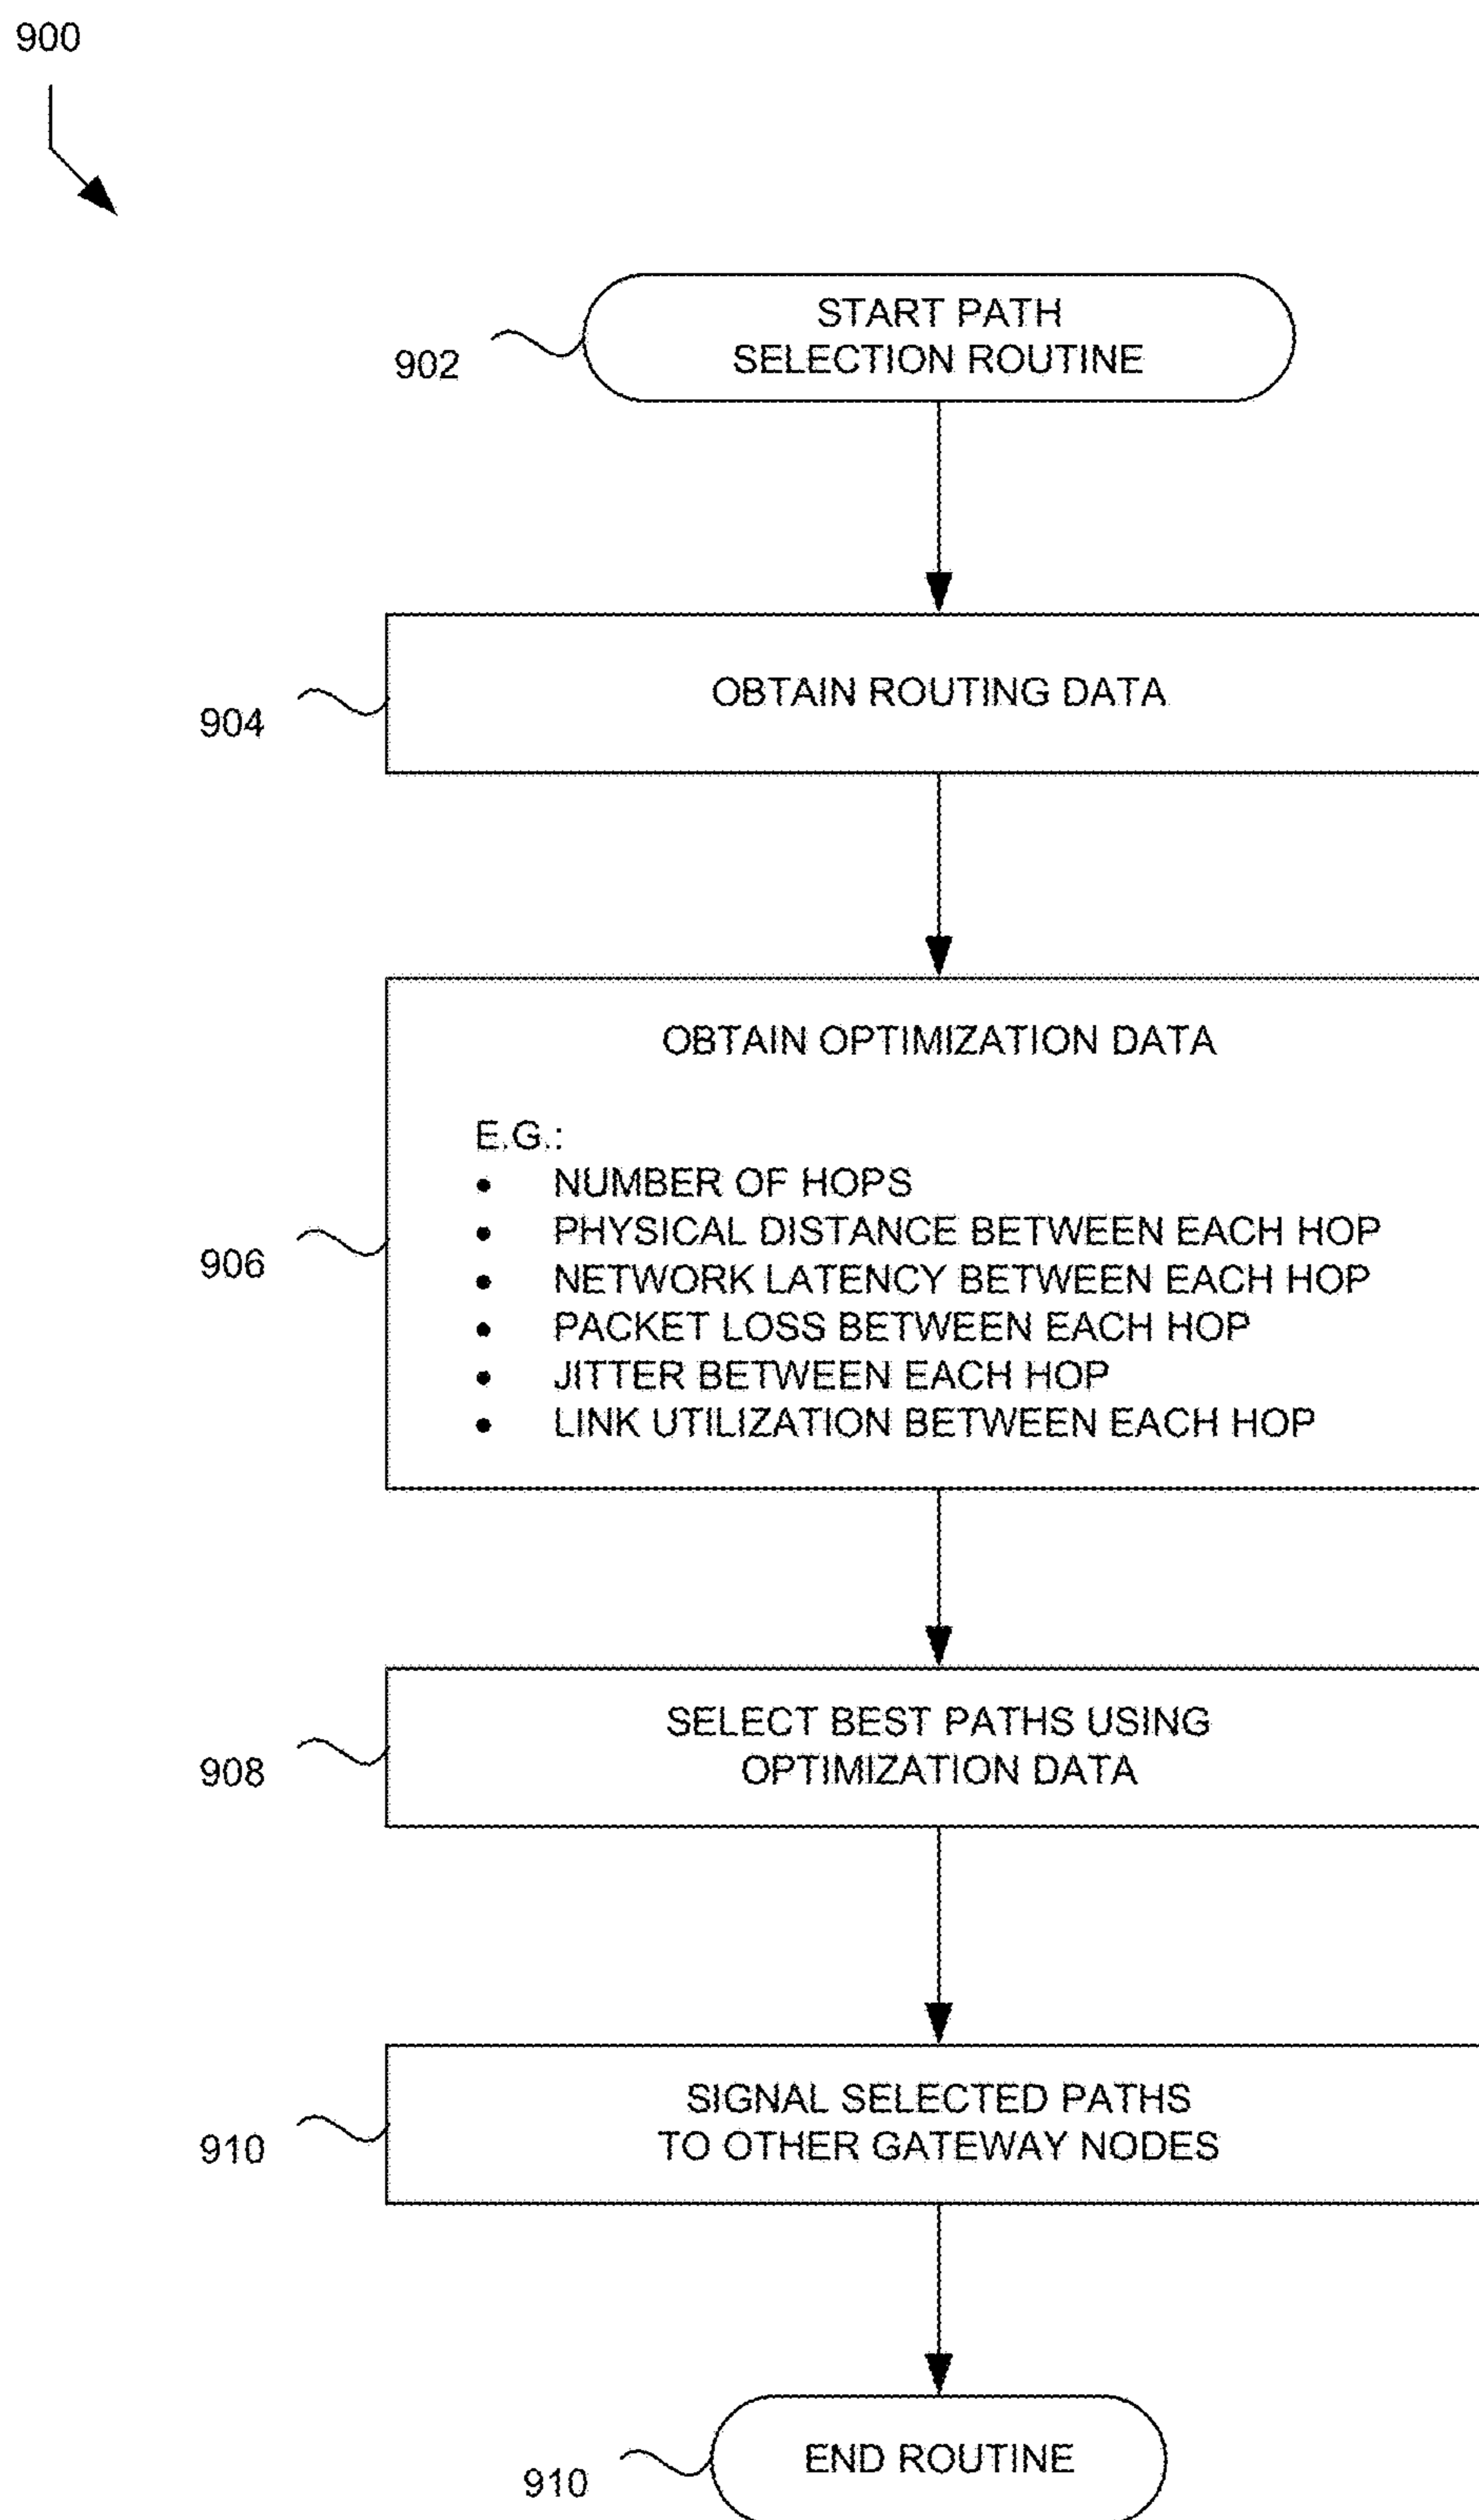 900
START PATH
SELECTION ROUTINE
902
OBTAIN ROUTING DATA
904
OBTAIN OPTIMIZATION DATA
E.G.:
• NUMBER OF HOPS
• PHYSICAL DISTANCE BETWEEN EACH HOP
• NETWORK LATENCY BETWEEN EACH HOP
• PACKET LOSS BETWEEN EACH HOP
• JITTER BETWEEN EACH HOP
• LINK UTILIZATION BETWEEN EACH HOP
906
SELECT BEST PATHS USING
OPTIMIZATION DATA
908
SIGNAL SELECTED PATHS
TO OTHER GATEWAY NODES
910
END ROUTINE
910